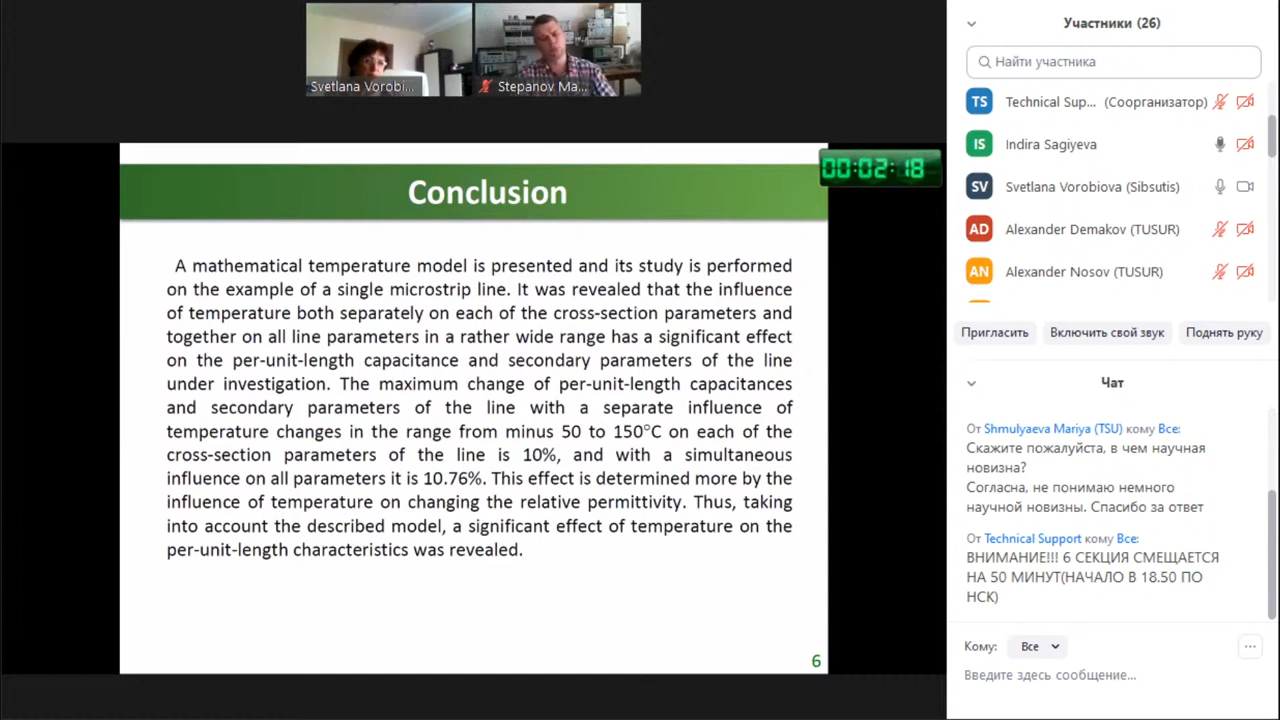 Svetlana Vorobi...
Stepanov Ma...
00:02:18
Conclusion
A mathematical temperature model is presented and its study is performed
on the example of a single microstrip line. It was revealed that the influence
of temperature both separately on each of the cross-section parameters and
together on all line parameters in a rather wide range has a significant effect
on the per-unit-length capacitance and secondary parameters of the line
under investigation. The maximum change of per-unit-length capacitances
and secondary parameters of the line with a separate influence of
temperature changes in the range from minus 50 to 150°C on each of the
cross-section parameters of the line is 10%, and with a simultaneous
influence on all parameters it is 10.76%. This effect is determined more by the
influence of temperature on changing the relative permittivity. Thus, taking
into account the described model, a significant effect of temperature on the
per-unit-length characteristics was revealed.
6
Участники (26)
Найти участника
TS Technical Sup... (Соорганизатор)
IS Indira Sagiyeva
SV Svetlana Vorobiova (Sibsutis)
AD Alexander Demakov (TUSUR)
AN Alexander Nosov (TUSUR)
Пригласить Включить свой звук Поднять руку
Чат
От Shmulyaeva Mariya (TSU) кому Все:
Скажите пожалуйста, в чем научная
новизна?
Согласна, не понимаю немного
научной новизны. Спасибо за ответ
От Technical Support кому Все:
ВНИМАНИЕ!!! 6 СЕКЦИЯ СМЕЩАЕТСЯ
НА 50 МИНУТ(НАЧАЛО В 18.50 ПО
НСК)
Кому: Все
Введите здесь сообщение...